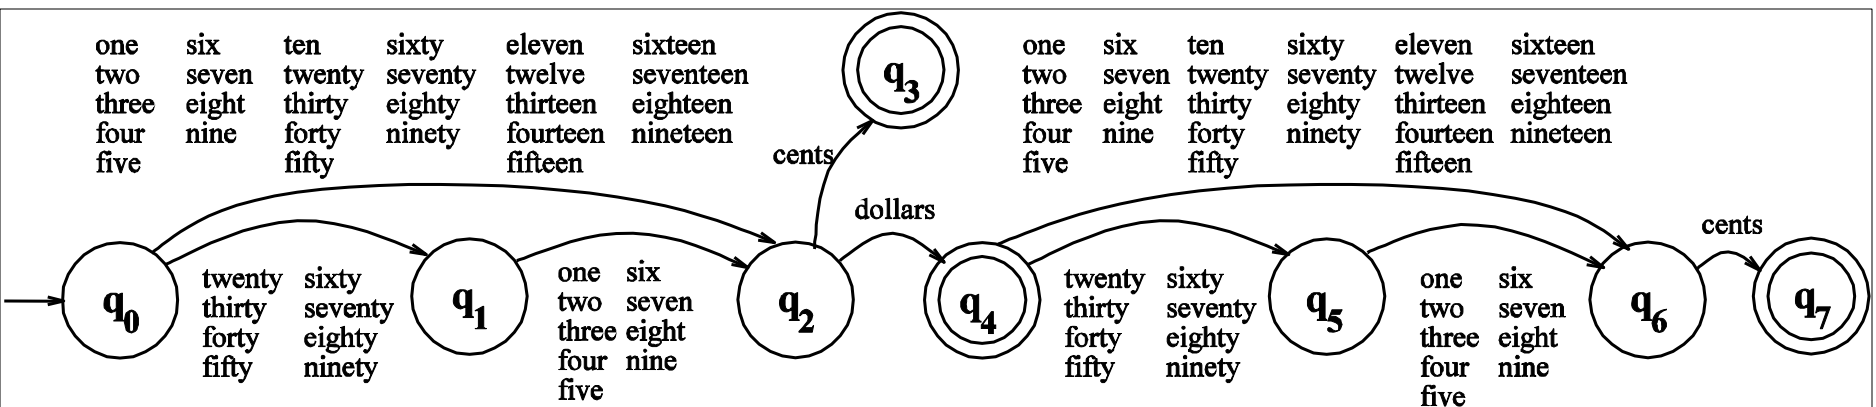 one six ten sixty eleven sixteen
two seven twenty seventy twelve seventeen
three eight thirty eighty thirteen eighteen
four nine forty ninety fourteen nineteen
five fifty fifteen
q3
one six ten sixty eleven sixteen
two seven twenty seventy twelve seventeen
three eight thirty eighty thirteen eighteen
four nine forty ninety fourteen nineteen
five fifty fifteen
cents
dollars
cents
q0
twenty sixty
thirty seventy
forty eighty
fifty ninety
q1
one six
two seven
three eight
four nine
five
q2
q4
twenty sixty
thirty seventy
forty eighty
fifty ninety
q5
one six
two seven
three eight
four nine
five
q6
q7